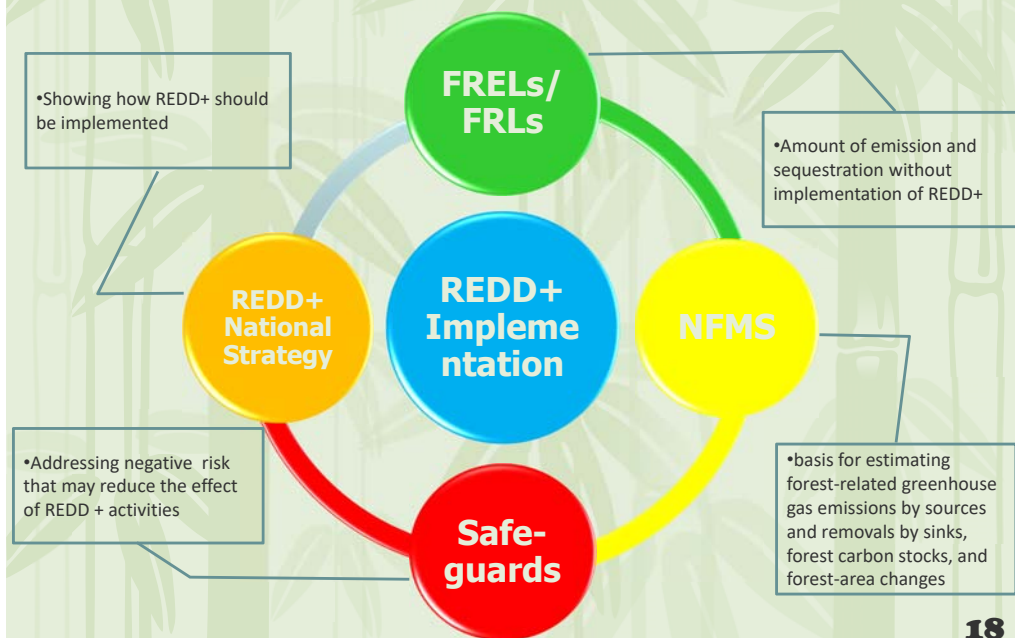 •Showing how REDD+ should
be implemented
FRELs/
FRLs
•Amount of emission and
sequestration without
implementation of REDD+
REDD+
National
Strategy
REDD+
Impleme
ntation
NFMS
•Addressing negative risk
that may reduce the effect
of REDD + activities
Safe-
guards
•basis for estimating
forest-related greenhouse
gas emissions by sources
and removals by sinks,
forest carbon stocks, and
forest-area changes
18